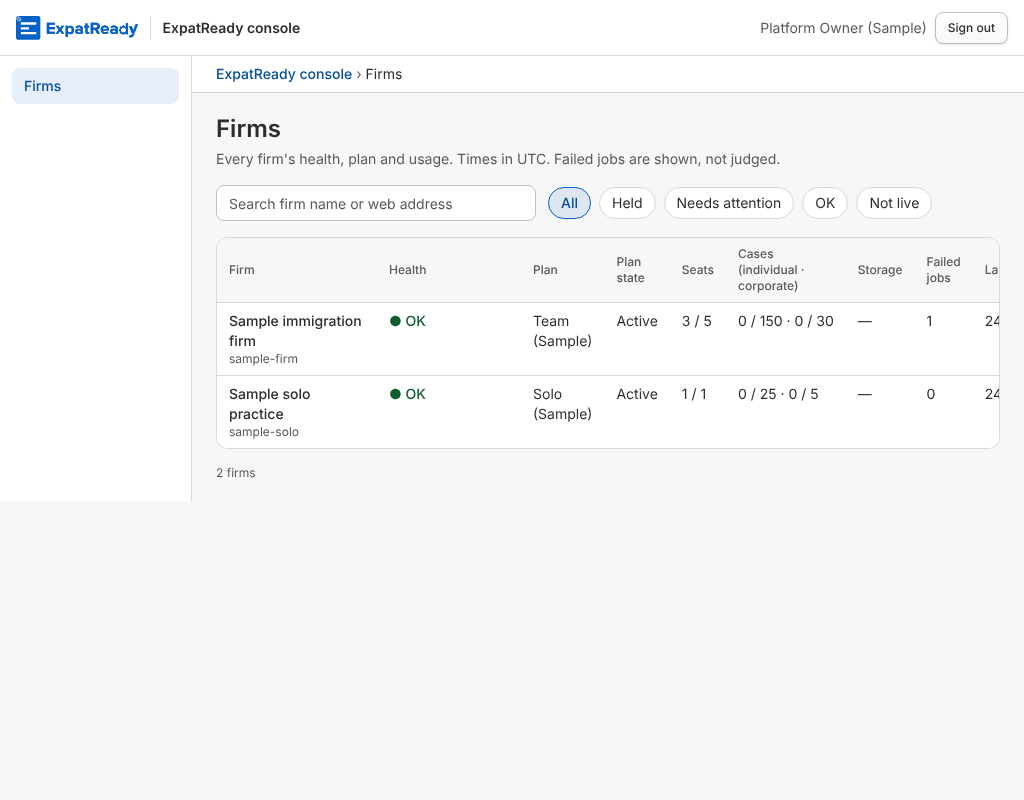 ExpatReady
ExpatReady console
Platform Owner (Sample)
Sign out
Firms
ExpatReady console › Firms
Firms
Every firm's health, plan and usage. Times in UTC. Failed jobs are shown, not judged.
Search firm name or web address
All
Held
Needs attention
OK
Not live
Firm
Health
Plan
Plan
state
Seats
Cases
(individual ·
corporate)
Storage
Failed
jobs
La
Sample immigration
firm
sample-firm
OK
Team
(Sample)
Active
3 / 5
0 / 150 · 0 / 30
—
1
24
Sample solo
practice
sample-solo
OK
Solo
(Sample)
Active
1 / 1
0 / 25 · 0 / 5
—
0
24
2 firms